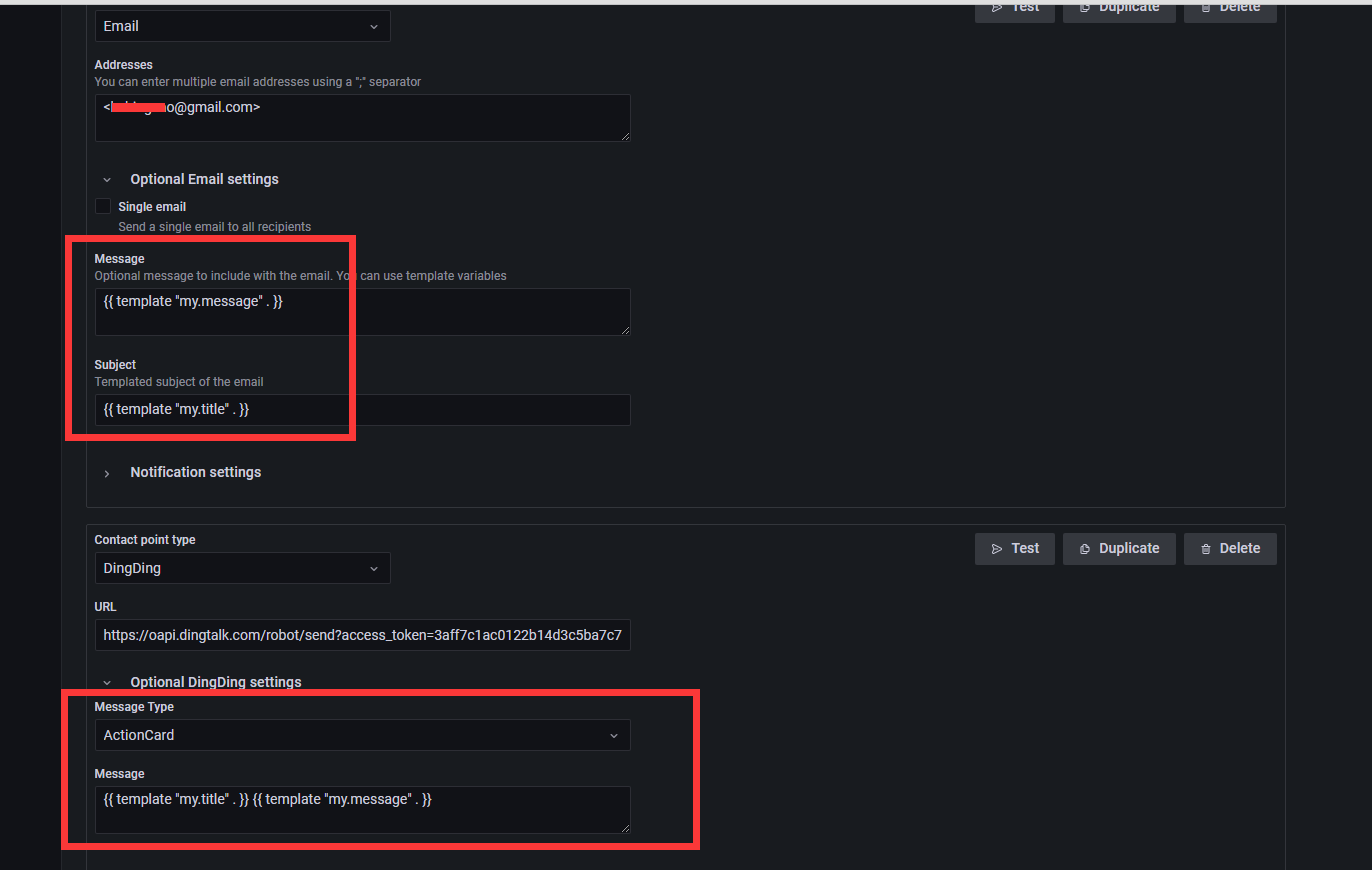 Test
Duplicate
Delete
Email
Addresses
You can enter multiple email addresses using a ";" separator
o@gmail.com>
Optional Email settings
Single email
Send a single email to all recipients
Message
Optional message to include with the email. You can use template variables
{{ template "my.message" . }}
Subject
Templated subject of the email
{{ template "my.title" . }}
Notification settings
Contact point type
Test
Duplicate
Delete
DingDing
URL
https://oapi.dingtalk.com/robot/send?access_token=3aff7c1ac0122b14d3c5ba7c7
Optional DingDing settings
Message Type
ActionCard
Message
{{ template "my.title" . }} {{ template "my.message" . }}